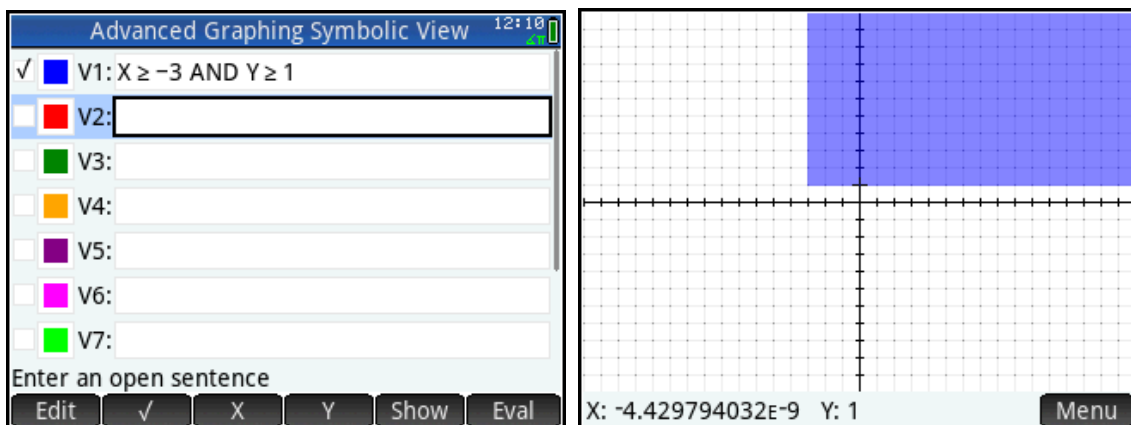 Advanced Graphing Symbolic View 12:10
∡π
√ V1: X ≥ −3 AND Y ≥ 1
V2:
V3:
V4:
V5:
V6:
V7:
Enter an open sentence
Edit √ X Y Show Eval
X: -4.429794032E-9 Y: 1 Menu